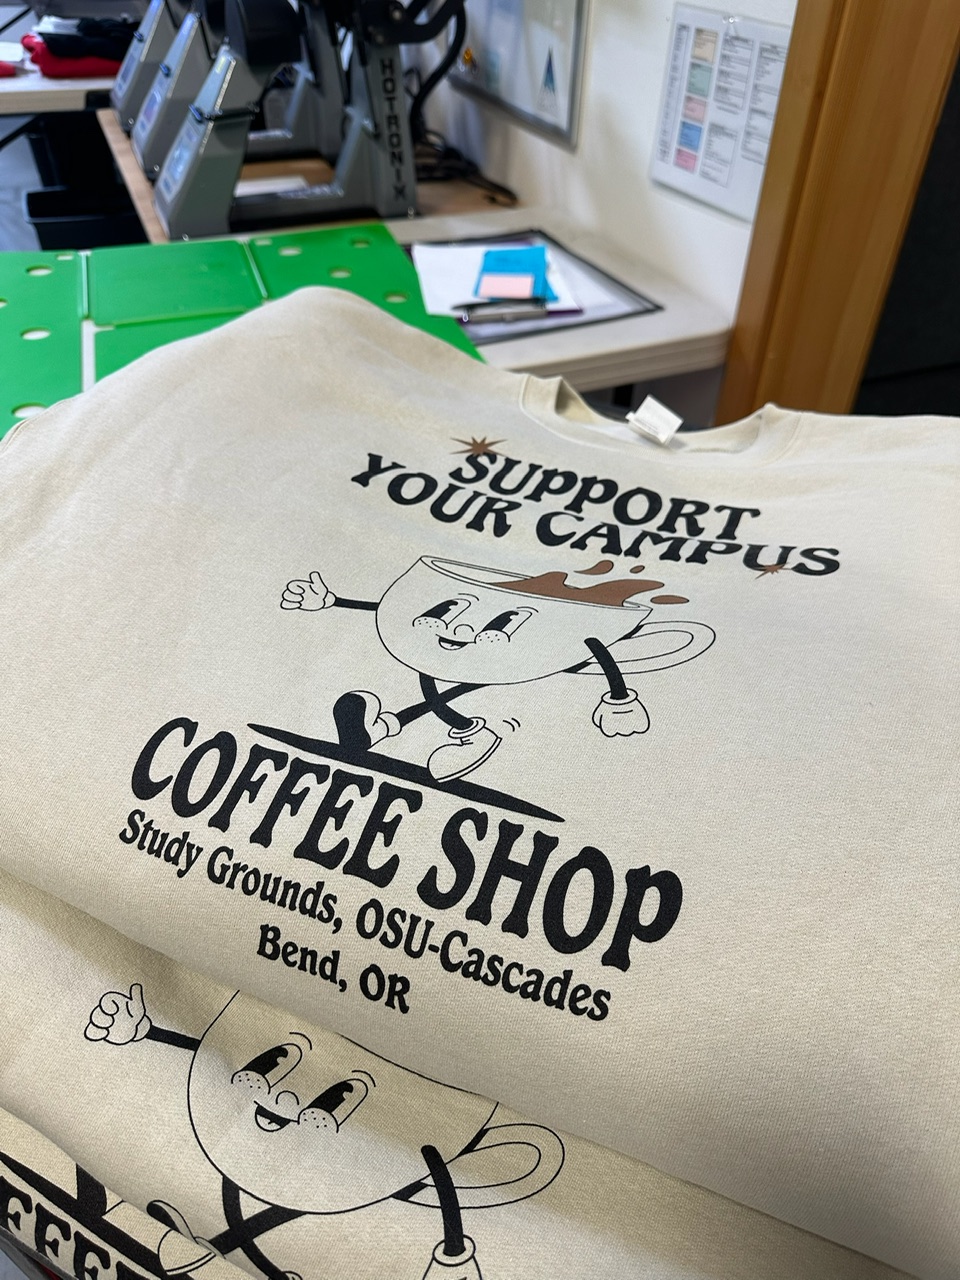 HOTRONIX
SUPPORT
YOUR CAMPUS
COFFEE SHOP
Study Grounds, OSU-Cascades
Bend, OR